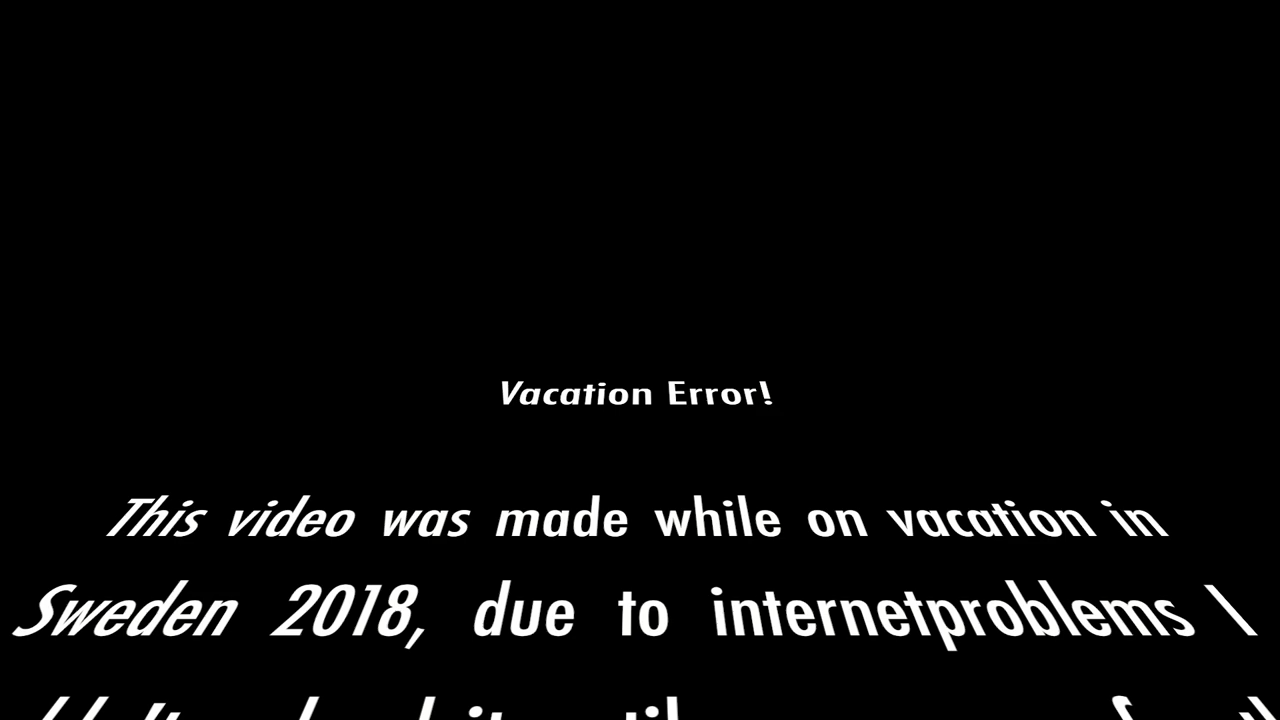 Vacation Error!
This video was made while on vacation in
Sweden 2018, due to internetproblems I